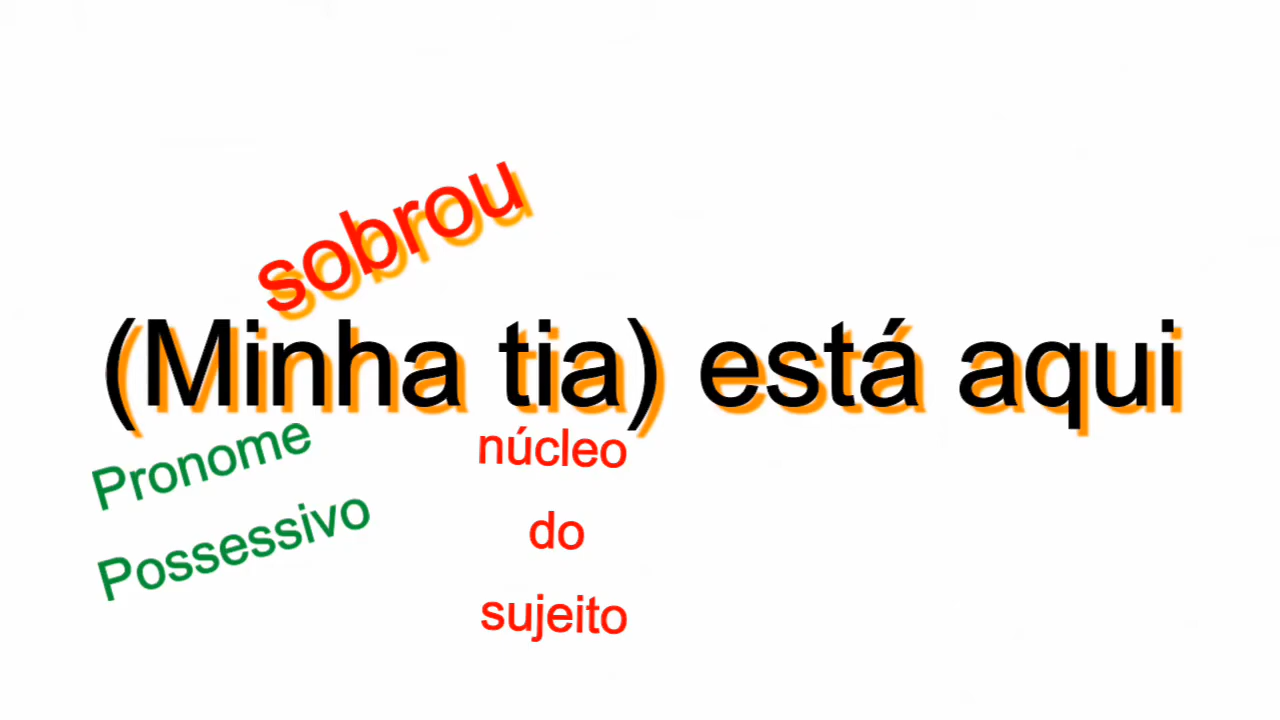 sobrou
(Minha tia) está aqui
Pronome
Possessivo
núcleo
do
sujeito